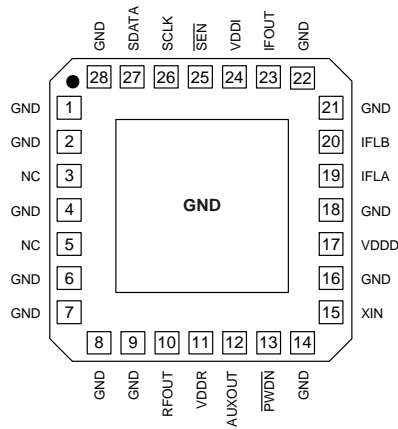 GND
SDATA
SCLK
SEN
VDDI
IFOUT
GND
28 27 26 25 24 23 22
GND 1
GND 2
NC 3
GND 4
NC 5
GND 6
GND 7
GND
21 GND
20 IFLB
19 IFLA
18 GND
17 VDDD
16 GND
15 XIN
8 9 10 11 12 13 14
GND
GND
RFOUT
VDDR
AUXOUT
PWDN
GND